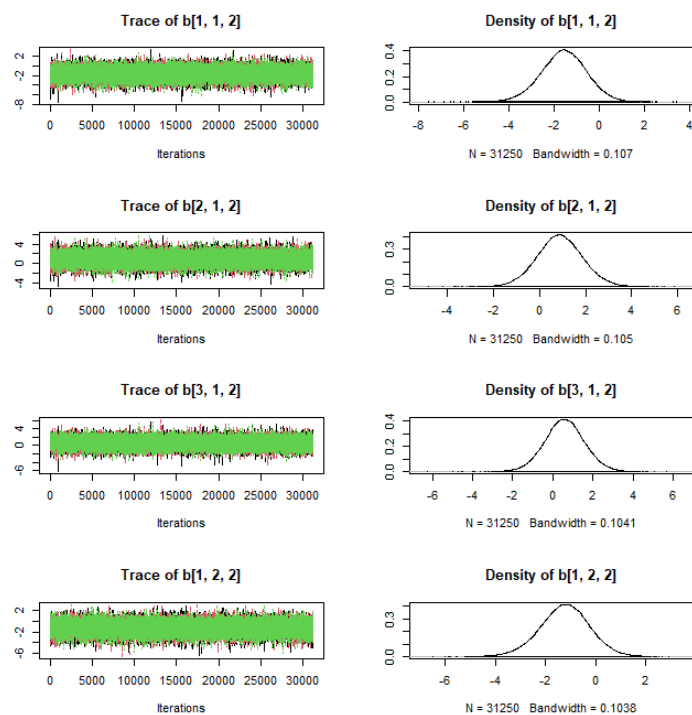 Trace of b[1, 1, 2]
2
-2
-8
0 5000 10000 15000 20000 25000 30000
Iterations
Density of b[1, 1, 2]
0.4
0.2
0.0
-8 -6 -4 -2 0 2 4
N = 31250 Bandwidth = 0.107
Trace of b[2, 1, 2]
4
0
-4
0 5000 10000 15000 20000 25000 30000
Iterations
Density of b[2, 1, 2]
0.3
0.0
-4 -2 0 2 4 6
N = 31250 Bandwidth = 0.105
Trace of b[3, 1, 2]
4
0
-6
0 5000 10000 15000 20000 25000 30000
Iterations
Density of b[3, 1, 2]
0.4
0.2
0.0
-6 -4 -2 0 2 4 6
N = 31250 Bandwidth = 0.1041
Trace of b[1, 2, 2]
2
-2
-6
0 5000 10000 15000 20000 25000 30000
Iterations
Density of b[1, 2, 2]
0.3
0.0
-6 -4 -2 0 2
N = 31250 Bandwidth = 0.1038